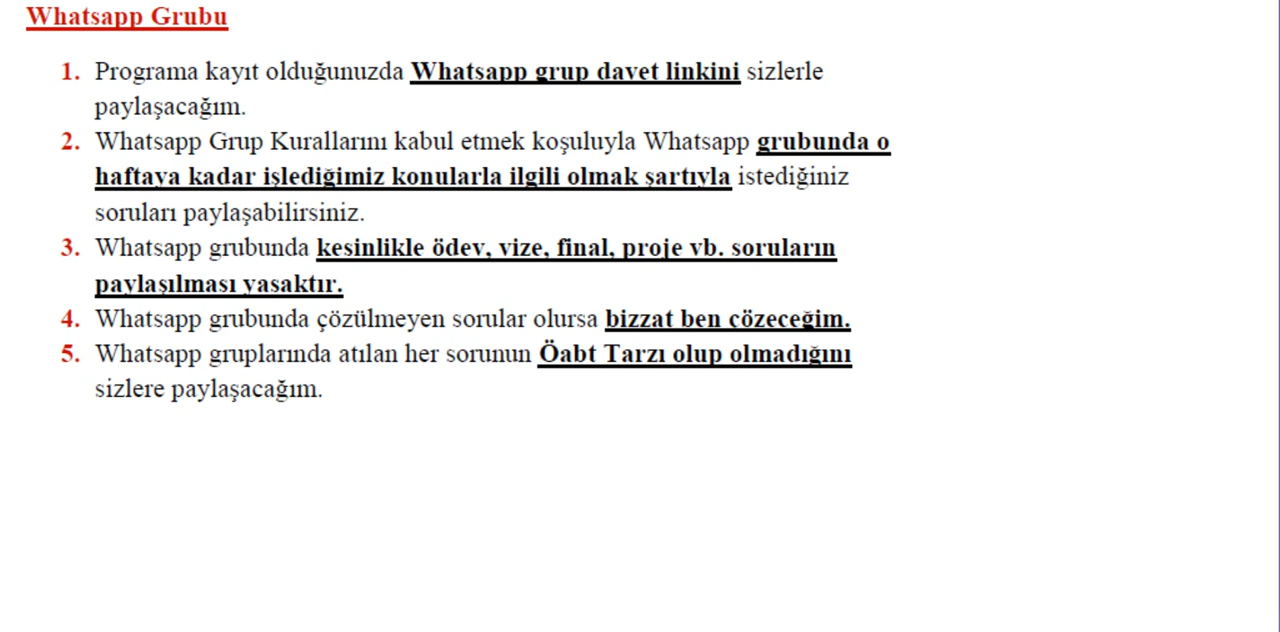 Whatsapp Grubu
1. Programa kayıt olduğunuzda Whatsapp grup davet linkini sizlerle
paylaşacağım.
2. Whatsapp Grup Kurallarını kabul etmek koşuluyla Whatsapp grubunda o
haftaya kadar işlediğimiz konularla ilgili olmak şartıyla istediğiniz
soruları paylaşabilirsiniz.
3. Whatsapp grubunda kesinlikle ödev, vize, final, proje vb. soruların
paylaşılması yasaktır.
4. Whatsapp grubunda çözülmeyen sorular olursa bizzat ben çözeceğim.
5. Whatsapp gruplarında atılan her sorunun Öabt Tarzı olup olmadığını
sizlere paylaşacağım.